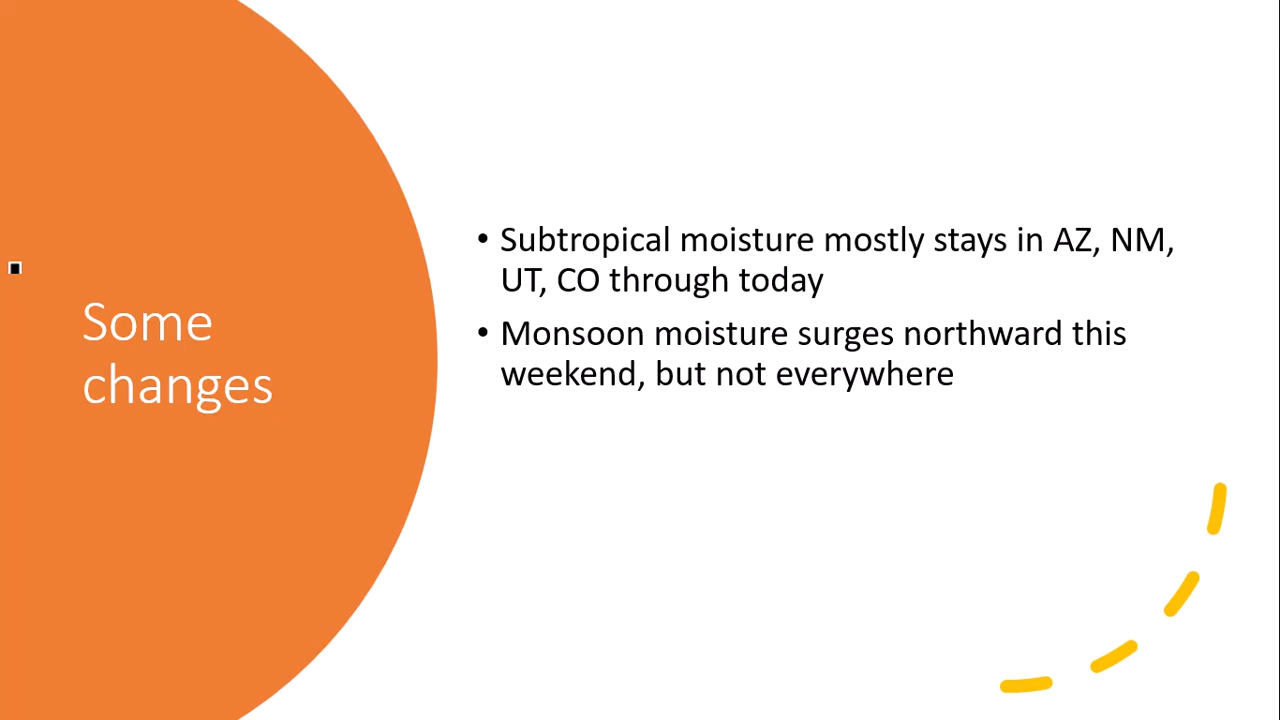 Some
changes
• Subtropical moisture mostly stays in AZ, NM,
UT, CO through today
• Monsoon moisture surges northward this
weekend, but not everywhere